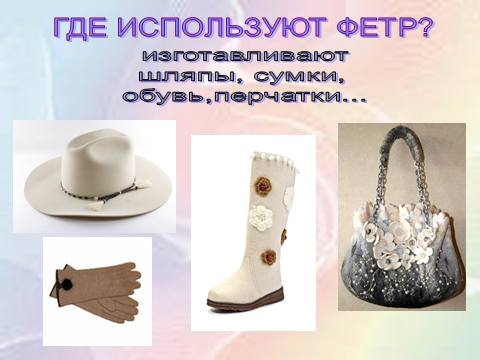 ГДЕ ИСПОЛЬЗУЮТ ФЕТР?
изготавливают
шляпы, сумки,
обувь,перчатки...